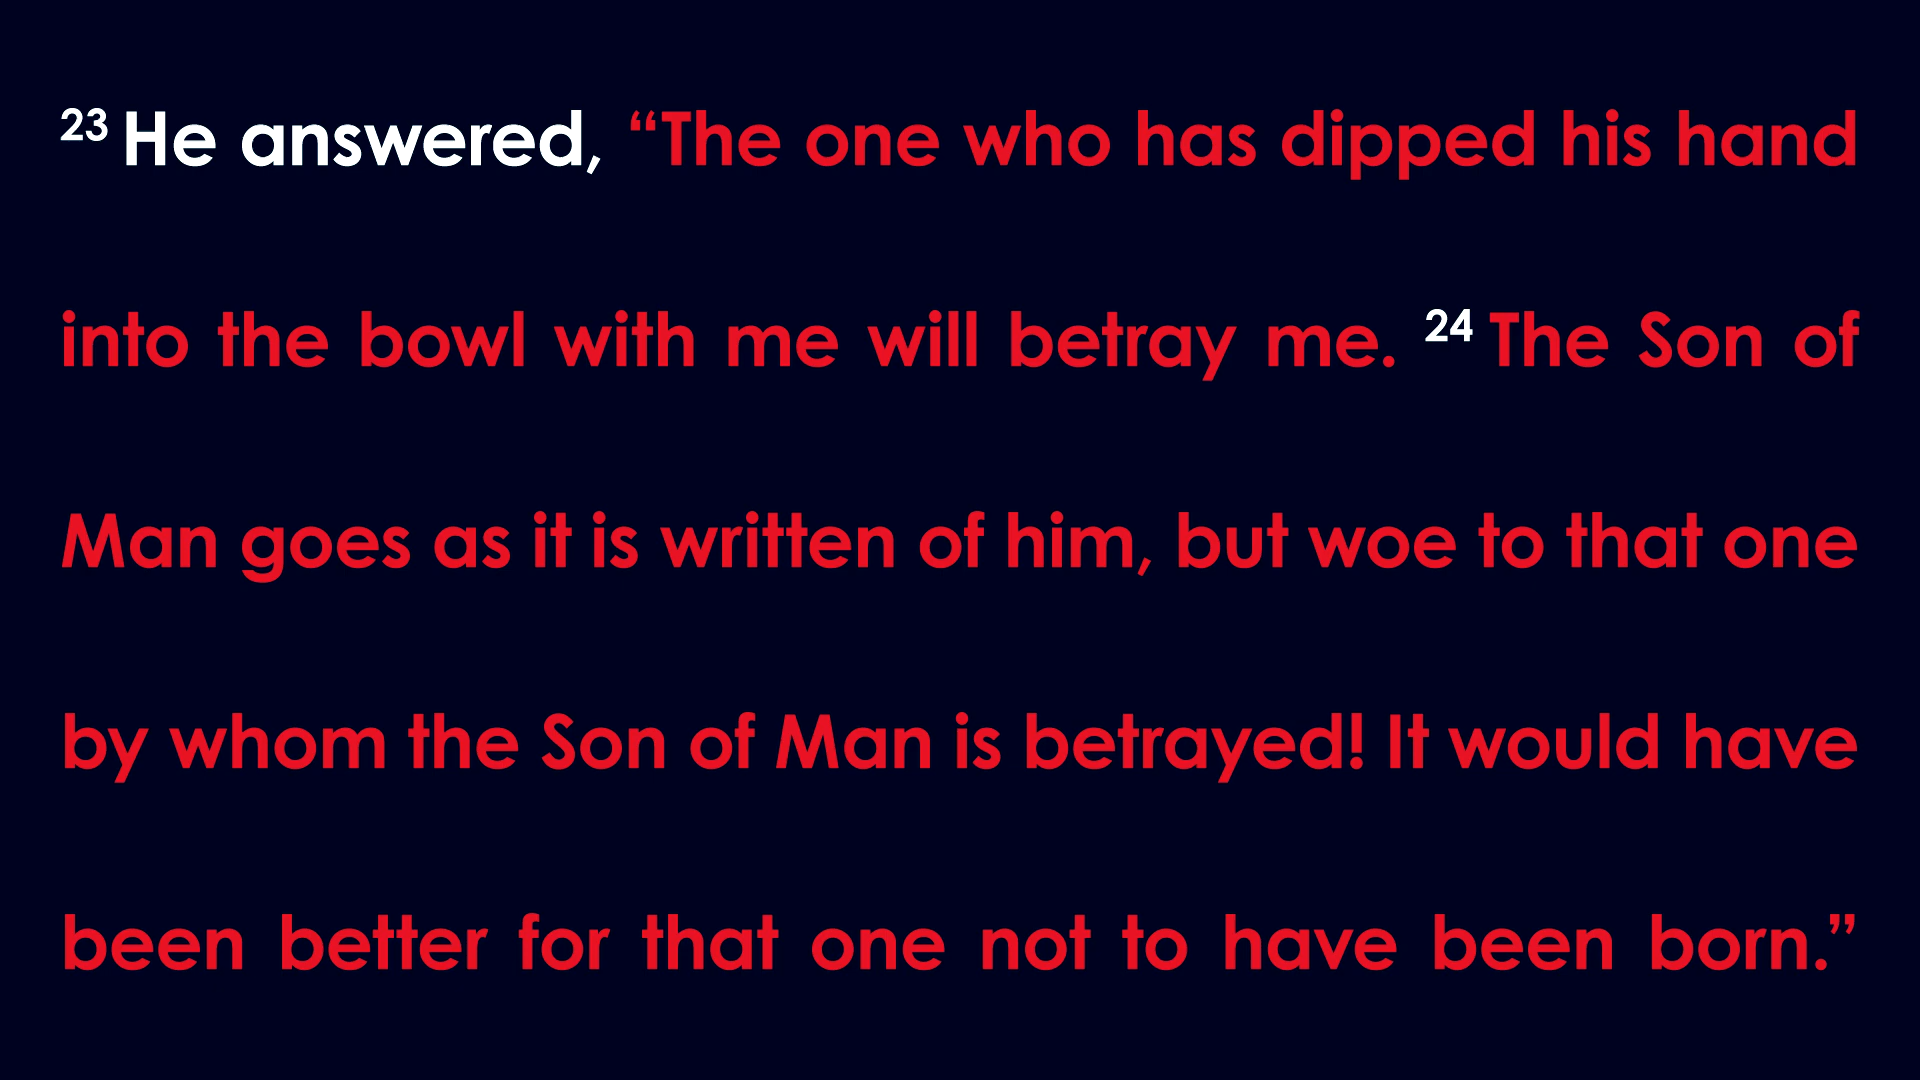 23 He answered, “The one who has dipped his hand
into the bowl with me will betray me. 24 The Son of
Man goes as it is written of him, but woe to that one
by whom the Son of Man is betrayed! It would have
been better for that one not to have been born.”